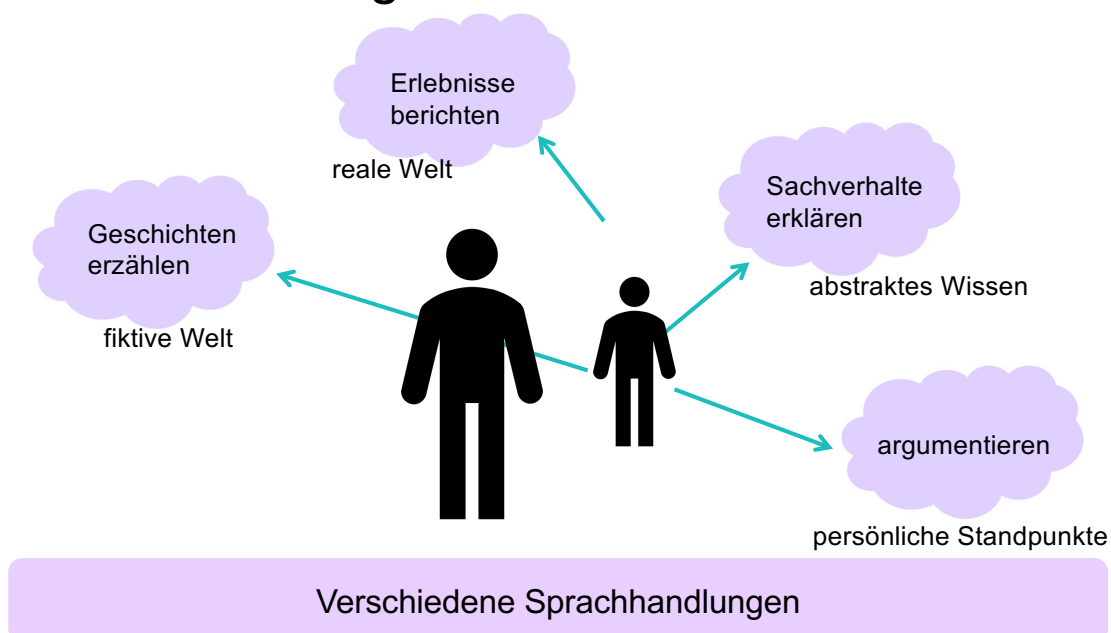 Erlebnisse
berichten
reale Welt
Sachverhalte
erklären
abstraktes Wissen
Geschichten
erzählen
fiktive Welt
argumentieren
persönliche Standpunkte
Verschiedene Sprachhandlungen